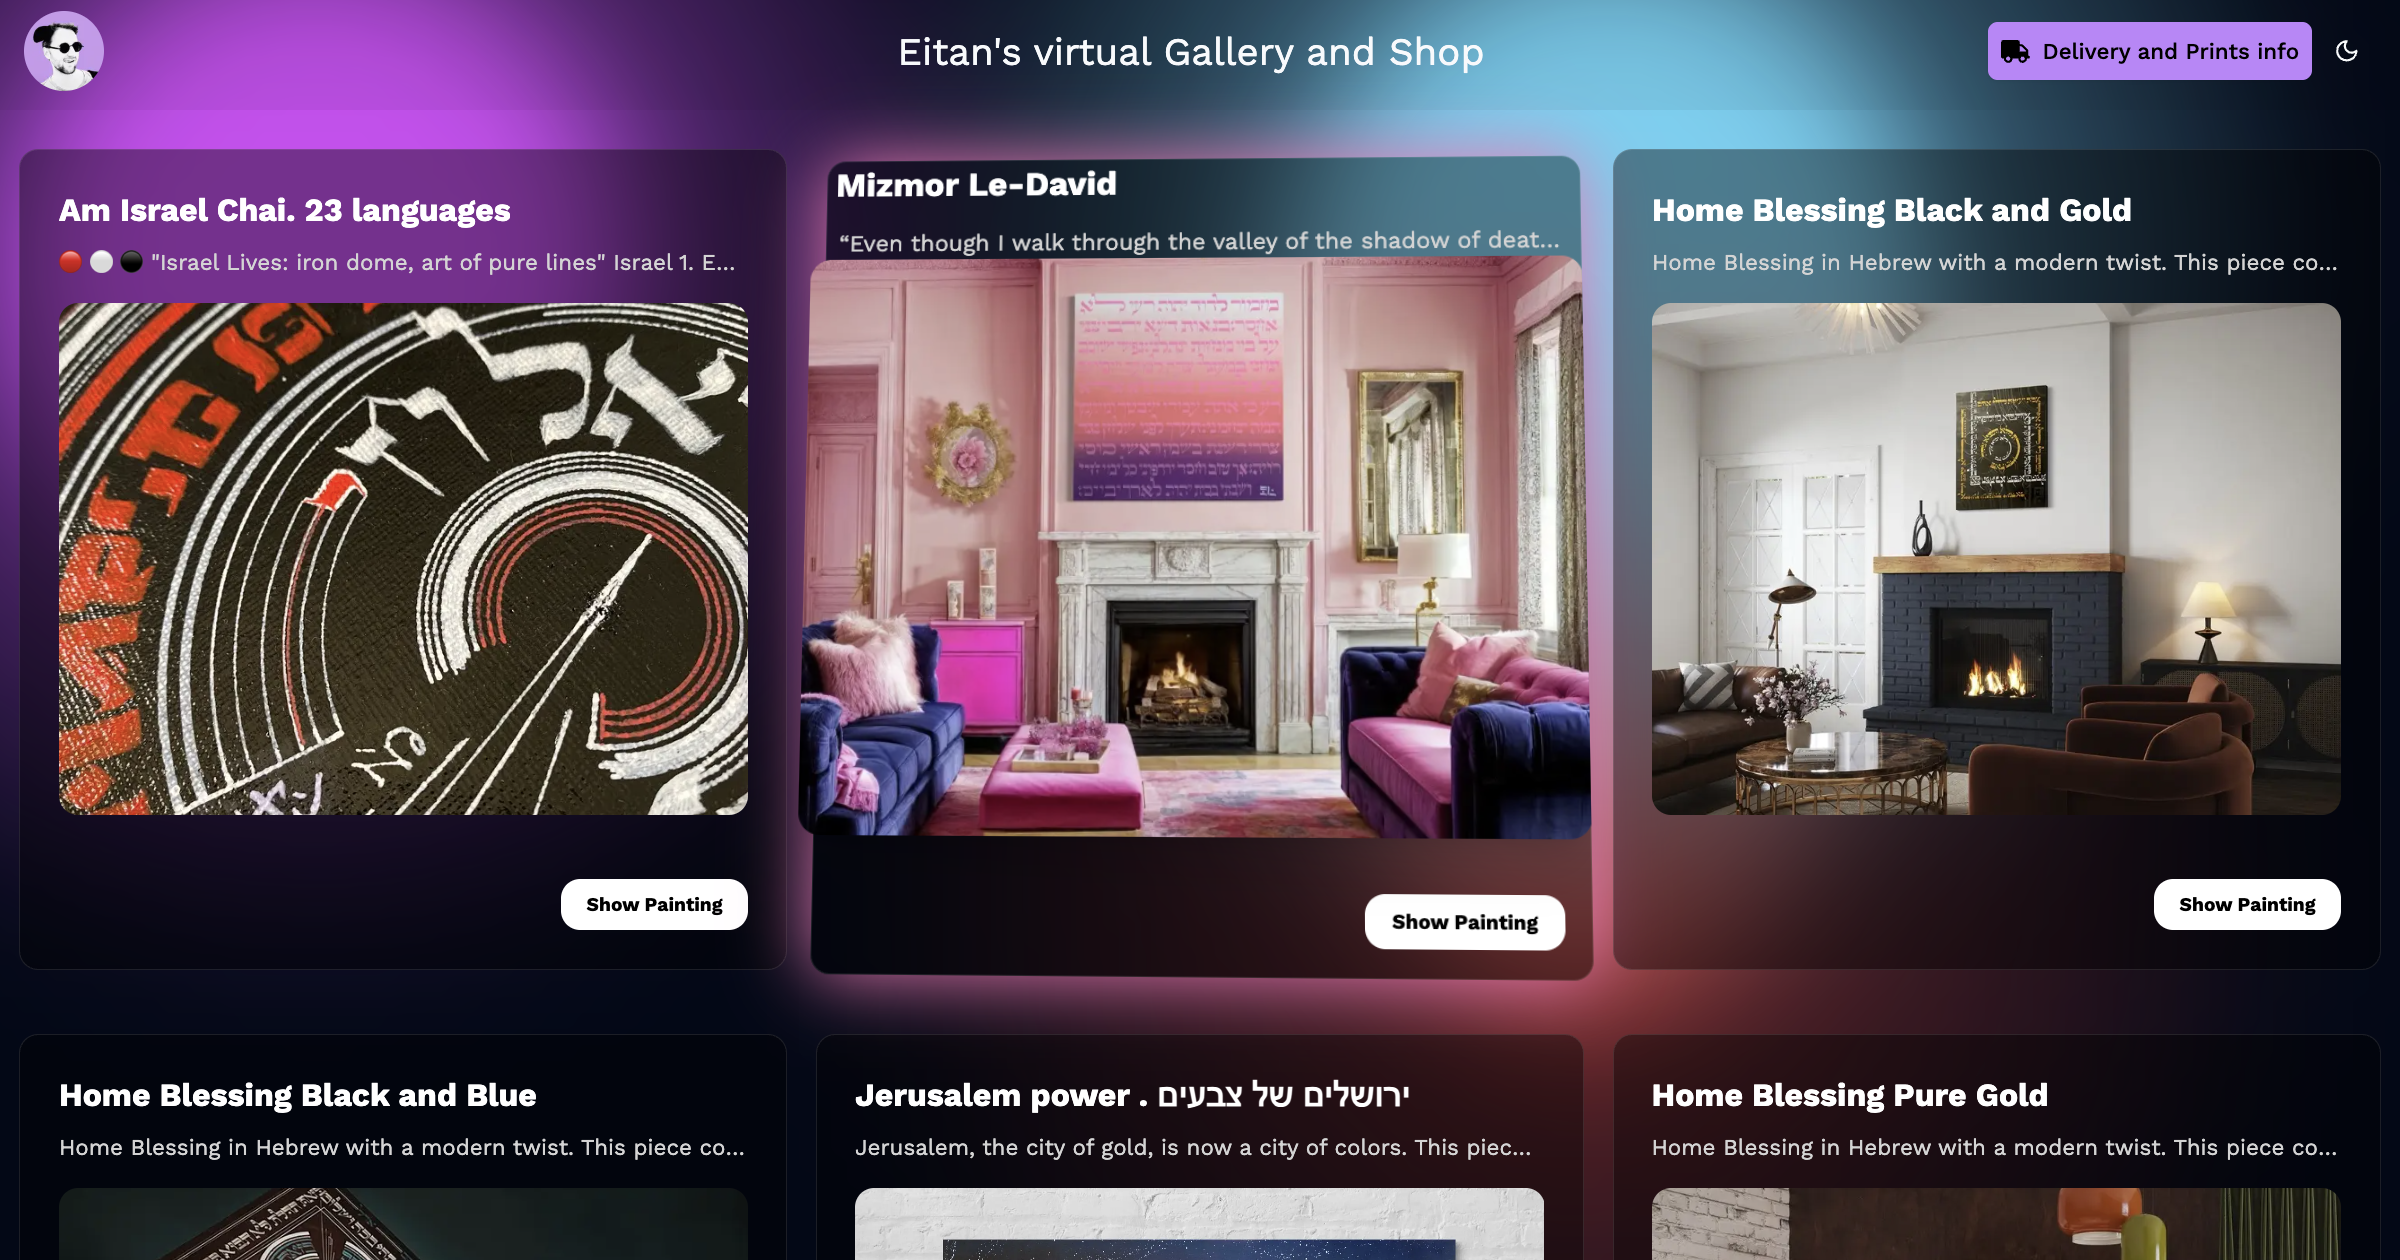 Eitan's virtual Gallery and Shop
Delivery and Prints info
Am Israel Chai. 23 languages
"Israel Lives: iron dome, art of pure lines" Israel 1. E...
Show Painting
Mizmor Le-David
“Even though I walk through the valley of the shadow of deat...
Show Painting
Home Blessing Black and Gold
Home Blessing in Hebrew with a modern twist. This piece co...
Show Painting
Home Blessing Black and Blue
Home Blessing in Hebrew with a modern twist. This piece co...
Jerusalem power . ירושלים של צבעים
Jerusalem, the city of gold, is now a city of colors. This piec...
Home Blessing Pure Gold
Home Blessing in Hebrew with a modern twist. This piece co...